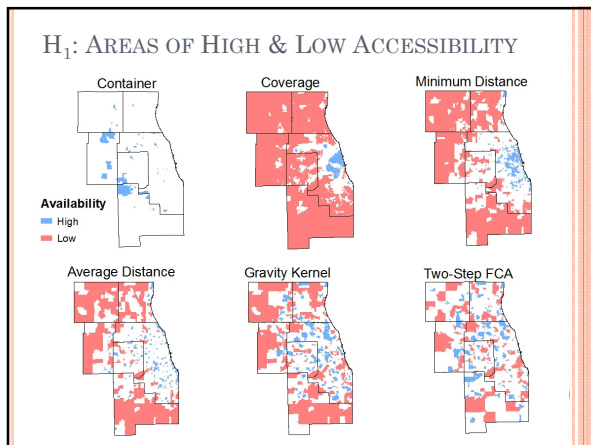 H1: AREAS OF HIGH & LOW ACCESSIBILITY
Container
Coverage
Minimum Distance
Availability
High
Low
Average Distance
Gravity Kernel
Two-Step FCA